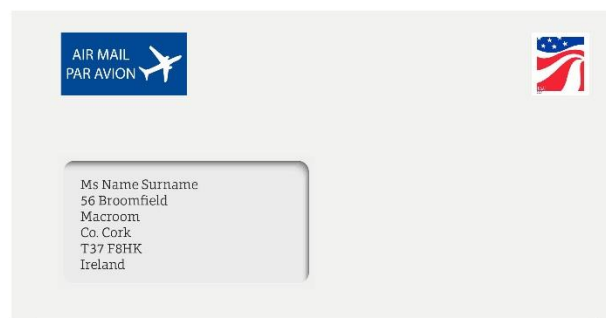 AIR MAIL
PAR AVION
Ms Name Surname
56 Broomfield
Macroom
Co. Cork
T37 F8HK
Ireland